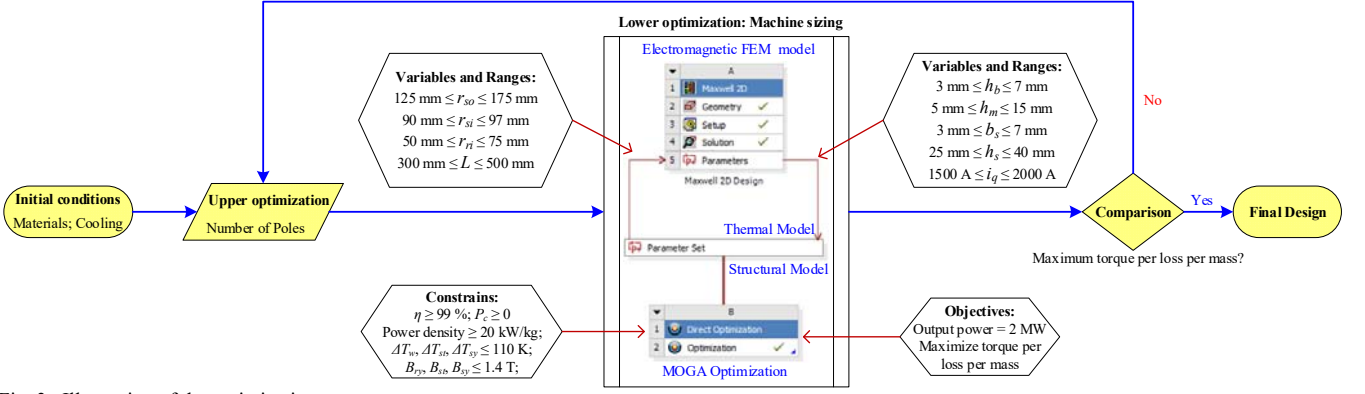 Lower optimization: Machine sizing
Electromagnetic FEM model
Variables and Ranges:
125 mm ≤ r_so ≤ 175 mm
90 mm ≤ r_si ≤ 97 mm
50 mm ≤ r_ri ≤ 75 mm
300 mm ≤ L ≤ 500 mm
A
1 Maxwell 2D
2 Geometry ✓
3 Setup ✓
4 Solution ✓
5 Parameters
Maxwell 2D Design
Variables and Ranges:
3 mm ≤ h_b ≤ 7 mm
5 mm ≤ h_m ≤ 15 mm
3 mm ≤ b_s ≤ 7 mm
25 mm ≤ h_s ≤ 40 mm
1500 A ≤ i_q ≤ 2000 A
No
Initial conditions
Materials; Cooling
Upper optimization
Number of Poles
Thermal Model
Parameter Set
Structural Model
Comparison
Maximum torque per loss per mass?
Yes
Final Design
Constrains:
η ≥ 99 %; P_c ≥ 0
Power density ≥ 20 kW/kg;
ΔT_w, ΔT_st, ΔT_sy ≤ 110 K;
B_ry, B_st, B_sy ≤ 1.4 T;
B
1 Direct Optimization
2 Optimization ✓
MOGA Optimization
Objectives:
Output power = 2 MW
Maximize torque per
loss per mass